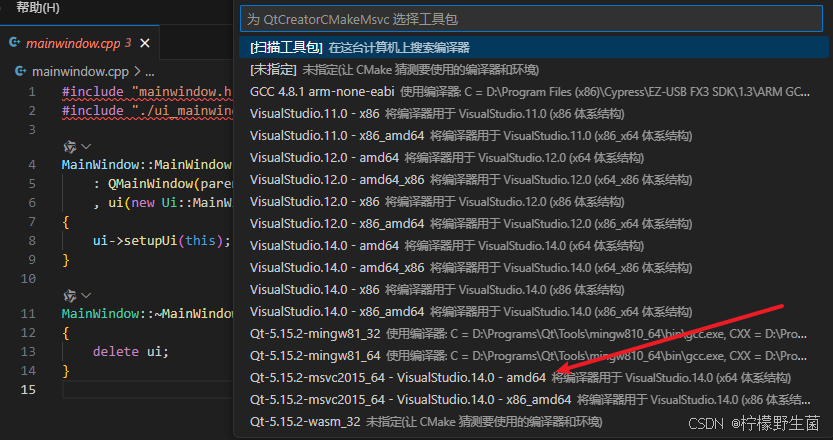 帮助(H)
mainwindow.cpp 3
mainwindow.cpp > ...
1 #include "mainwindow.h
2 #include "./ui_mainwind
3
4 MainWindow::MainWindow
5 : QMainWindow(paren
6 , ui(new Ui::MainWi
7 {
8 ui->setupUi(this);
9 }
10
11 MainWindow::~MainWindow
12 {
13 delete ui;
14 }
15
为 QtCreatorCMakeMsvc 选择工具包
[扫描工具包] 在这台计算机上搜索编译器
[未指定] 未指定(让 CMake 猜测要使用的编译器和环境)
GCC 4.8.1 arm-none-eabi 使用编译器: C = D:\Program Files (x86)\Cypress\EZ-USB FX3 SDK\1.3\ARM GC...
VisualStudio.11.0 - x86 将编译器用于 VisualStudio.11.0 (x86 体系结构)
VisualStudio.11.0 - x86_amd64 将编译器用于 VisualStudio.11.0 (x86_x64 体系结构)
VisualStudio.12.0 - amd64 将编译器用于 VisualStudio.12.0 (x64 体系结构)
VisualStudio.12.0 - amd64_x86 将编译器用于 VisualStudio.12.0 (x64_x86 体系结构)
VisualStudio.12.0 - x86 将编译器用于 VisualStudio.12.0 (x86 体系结构)
VisualStudio.12.0 - x86_amd64 将编译器用于 VisualStudio.12.0 (x86_x64 体系结构)
VisualStudio.14.0 - amd64 将编译器用于 VisualStudio.14.0 (x64 体系结构)
VisualStudio.14.0 - amd64_x86 将编译器用于 VisualStudio.14.0 (x64_x86 体系结构)
VisualStudio.14.0 - x86 将编译器用于 VisualStudio.14.0 (x86 体系结构)
VisualStudio.14.0 - x86_amd64 将编译器用于 VisualStudio.14.0 (x86_x64 体系结构)
Qt-5.15.2-mingw81_32 使用编译器: C = D:\Programs\Qt\Tools\mingw810_64\bin\gcc.exe, CXX = D:\Pro...
Qt-5.15.2-mingw81_64 使用编译器: C = D:\Programs\Qt\Tools\mingw810_64\bin\gcc.exe, CXX = D:\Pro...
Qt-5.15.2-msvc2015_64 - VisualStudio.14.0 - amd64 将编译器用于 VisualStudio.14.0 (x64 体系结构)
Qt-5.15.2-msvc2015_64 - VisualStudio.14.0 - x86_amd64 将编译器用于 VisualStudio.14.0 (x86_x64 体系结...
Qt-5.15.2-wasm_32 未指定(让 CMake 猜测要使用的编译器和环境)
CSDN @柠檬野生菌